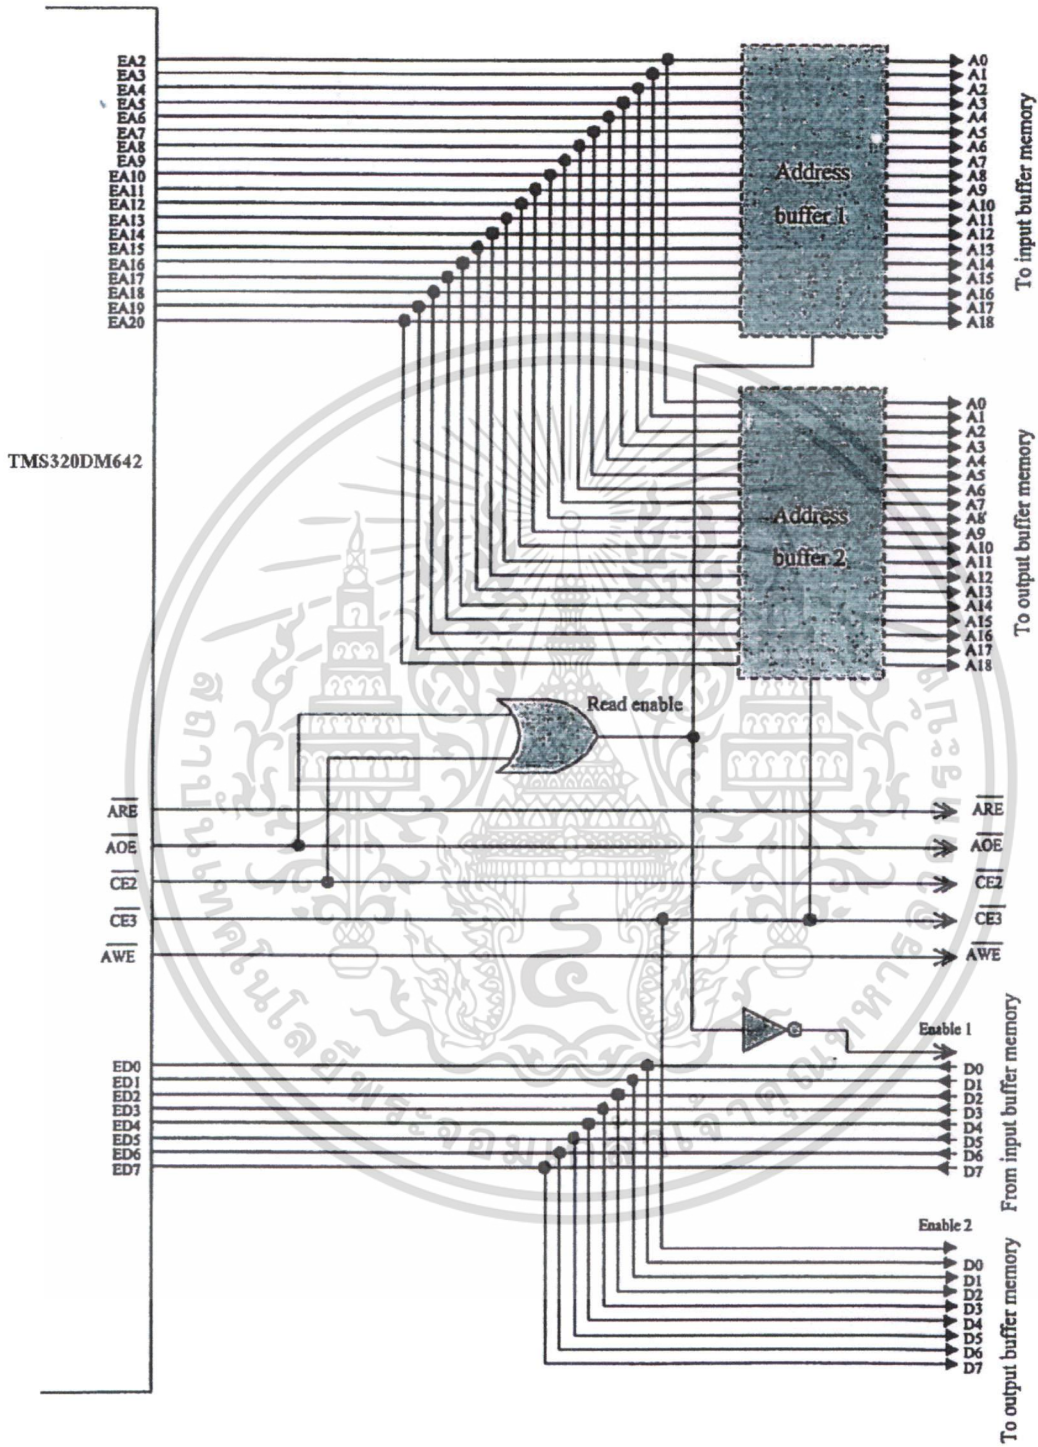 EA2
EA3
EA4
EA5
EA6
EA7
EA8
EA9
EA10
EA11
EA12
EA13
EA14
EA15
EA16
EA17
EA18
EA19
EA20
Address
buffer 1
A0
A1
A2
A3
A4
A5
A6
A7
A8
A9
A10
A11
A12
A13
A14
A15
A16
A17
A18
To input buffer memory
TMS320DM642
Address
buffer 2
A0
A1
A2
A3
A4
A5
A6
A7
A8
A9
A10
A11
A12
A13
A14
A15
A16
A17
A18
To output buffer memory
Read enable
ARE
AOE
CE2
CE3
AWE
ARE
AOE
CE2
CE3
AWE
Enable 1
ED0
ED1
ED2
ED3
ED4
ED5
ED6
ED7
D0
D1
D2
D3
D4
D5
D6
D7
From input buffer memory
Enable 2
D0
D1
D2
D3
D4
D5
D6
D7
To output buffer memory